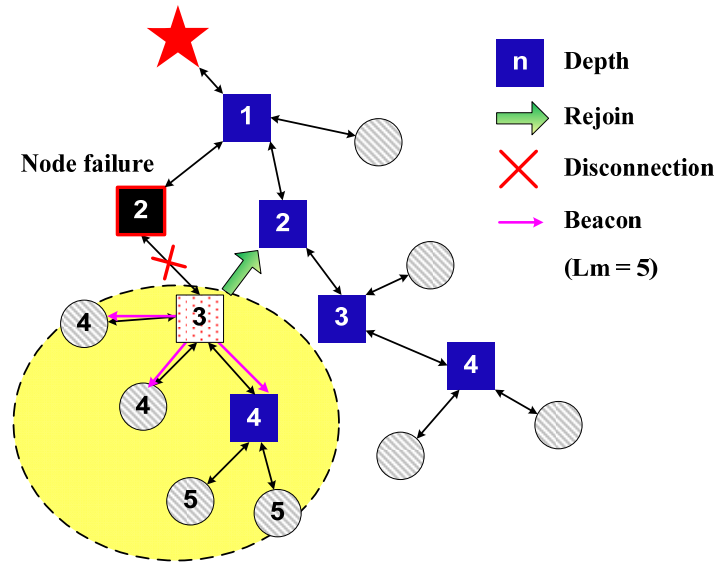 n Depth
1
Rejoin
Node failure
Disconnection
2
2
Beacon
(Lm = 5)
3
3
4
4
4
4
5
5